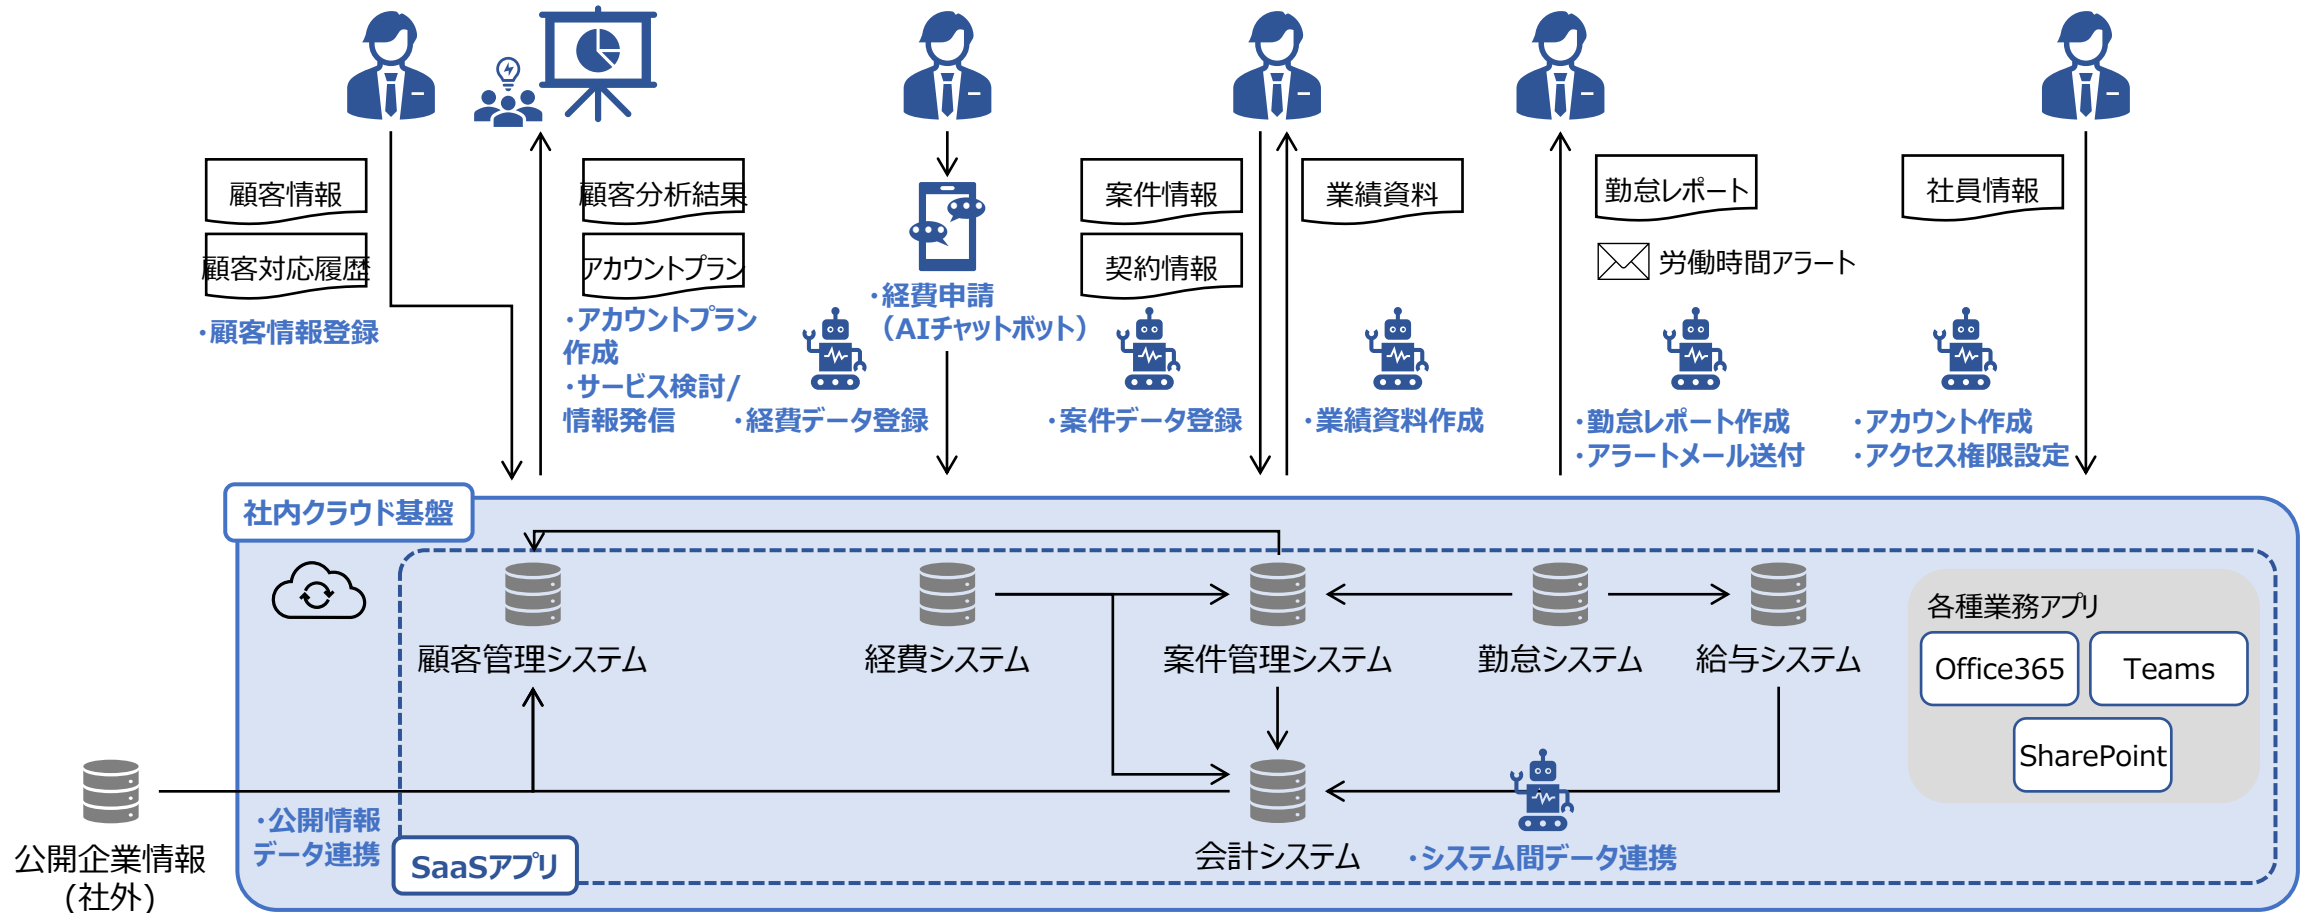 顧客情報
顧客対応履歴
・顧客情報登録
顧客分析結果
アカウントプラン
・アカウントプラン
作成
・サービス検討/
情報発信
・経費申請
（AIチャットボット）
・経費データ登録
案件情報
契約情報
・案件データ登録
業績資料
・業績資料作成
勤怠レポート
労働時間アラート
・勤怠レポート作成
・アラートメール送付
社員情報
・アカウント作成
・アクセス権限設定
社内クラウド基盤
顧客管理システム
経費システム
案件管理システム
勤怠システム
給与システム
各種業務アプリ
Office365
Teams
SharePoint
公開企業情報
(社外)
・公開情報
データ連携
SaaSアプリ
会計システム
・システム間データ連携